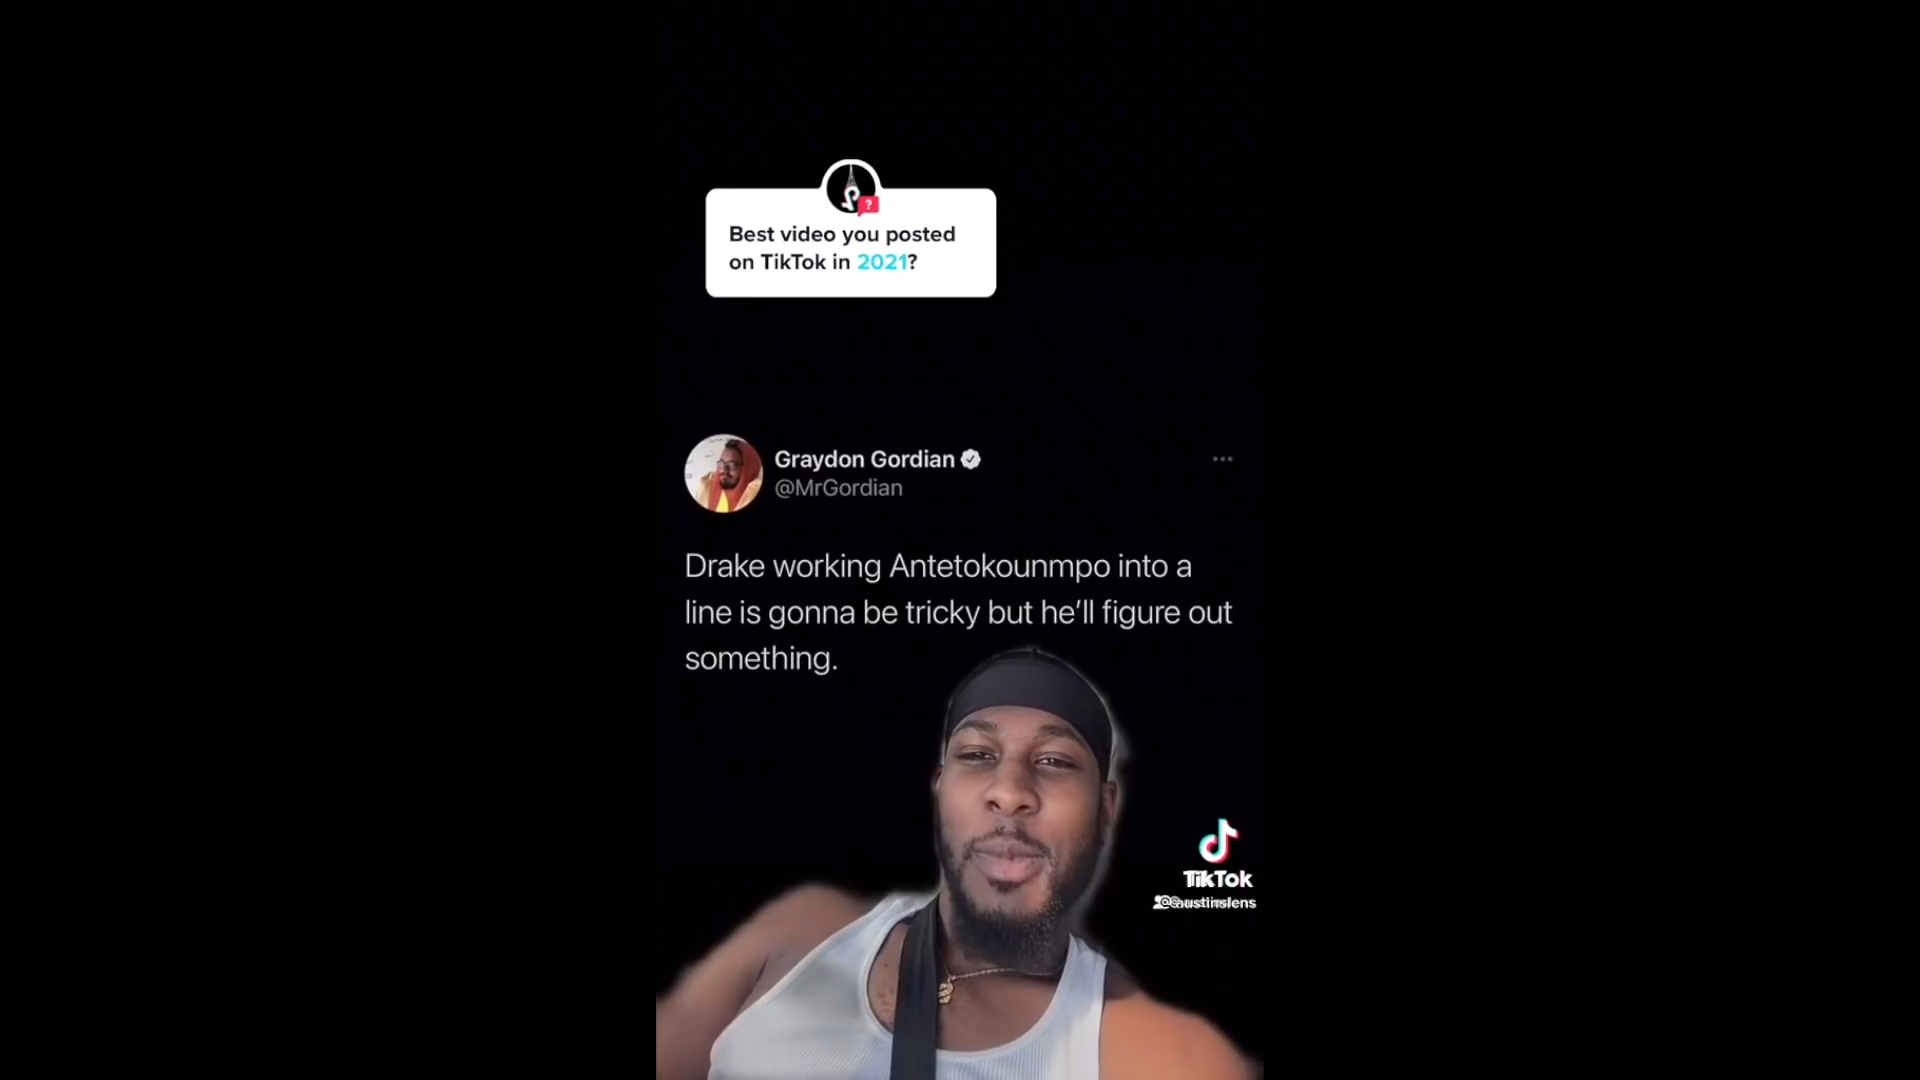 ?
Best video you posted
on TikTok in 2021?
Graydon Gordian
@MrGordian
Drake working Antetokounmpo into a
line is gonna be tricky but he’ll figure out
something.
TikTok
@austinslens